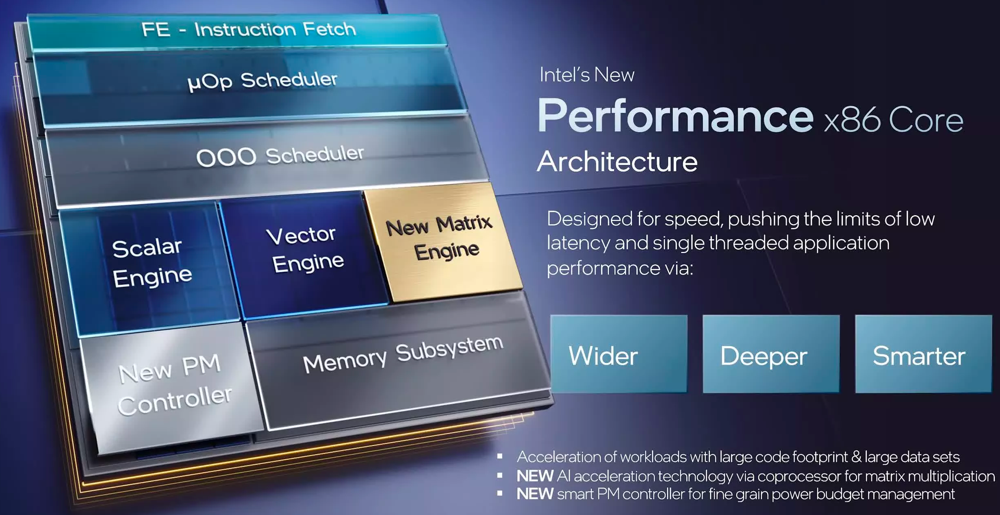 FE - Instruction Fetch
µOp Scheduler
OOO Scheduler
Scalar
Engine
Vector
Engine
New Matrix
Engine
New PM
Controller
Memory Subsystem
Intel's New
Performance x86 Core
Architecture
Designed for speed, pushing the limits of low
latency and single threaded application
performance via:
Wider
Deeper
Smarter
▪ Acceleration of workloads with large code footprint & large data sets
▪ NEW AI acceleration technology via coprocessor for matrix multiplication
▪ NEW smart PM controller for fine grain power budget management